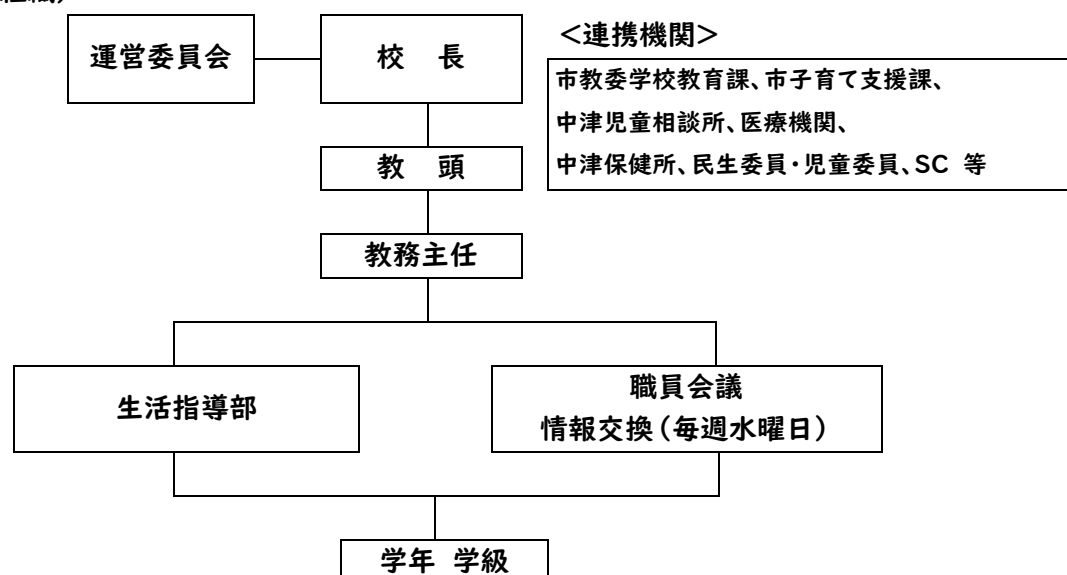 運営委員会
校　長
＜連携機関＞
市教委学校教育課、市子育て支援課、
中津児童相談所、医療機関、
中津保健所、民生委員・児童委員、SC 等
教　頭
教務主任
生活指導部
職員会議
情報交換（毎週水曜日）
学年 学級